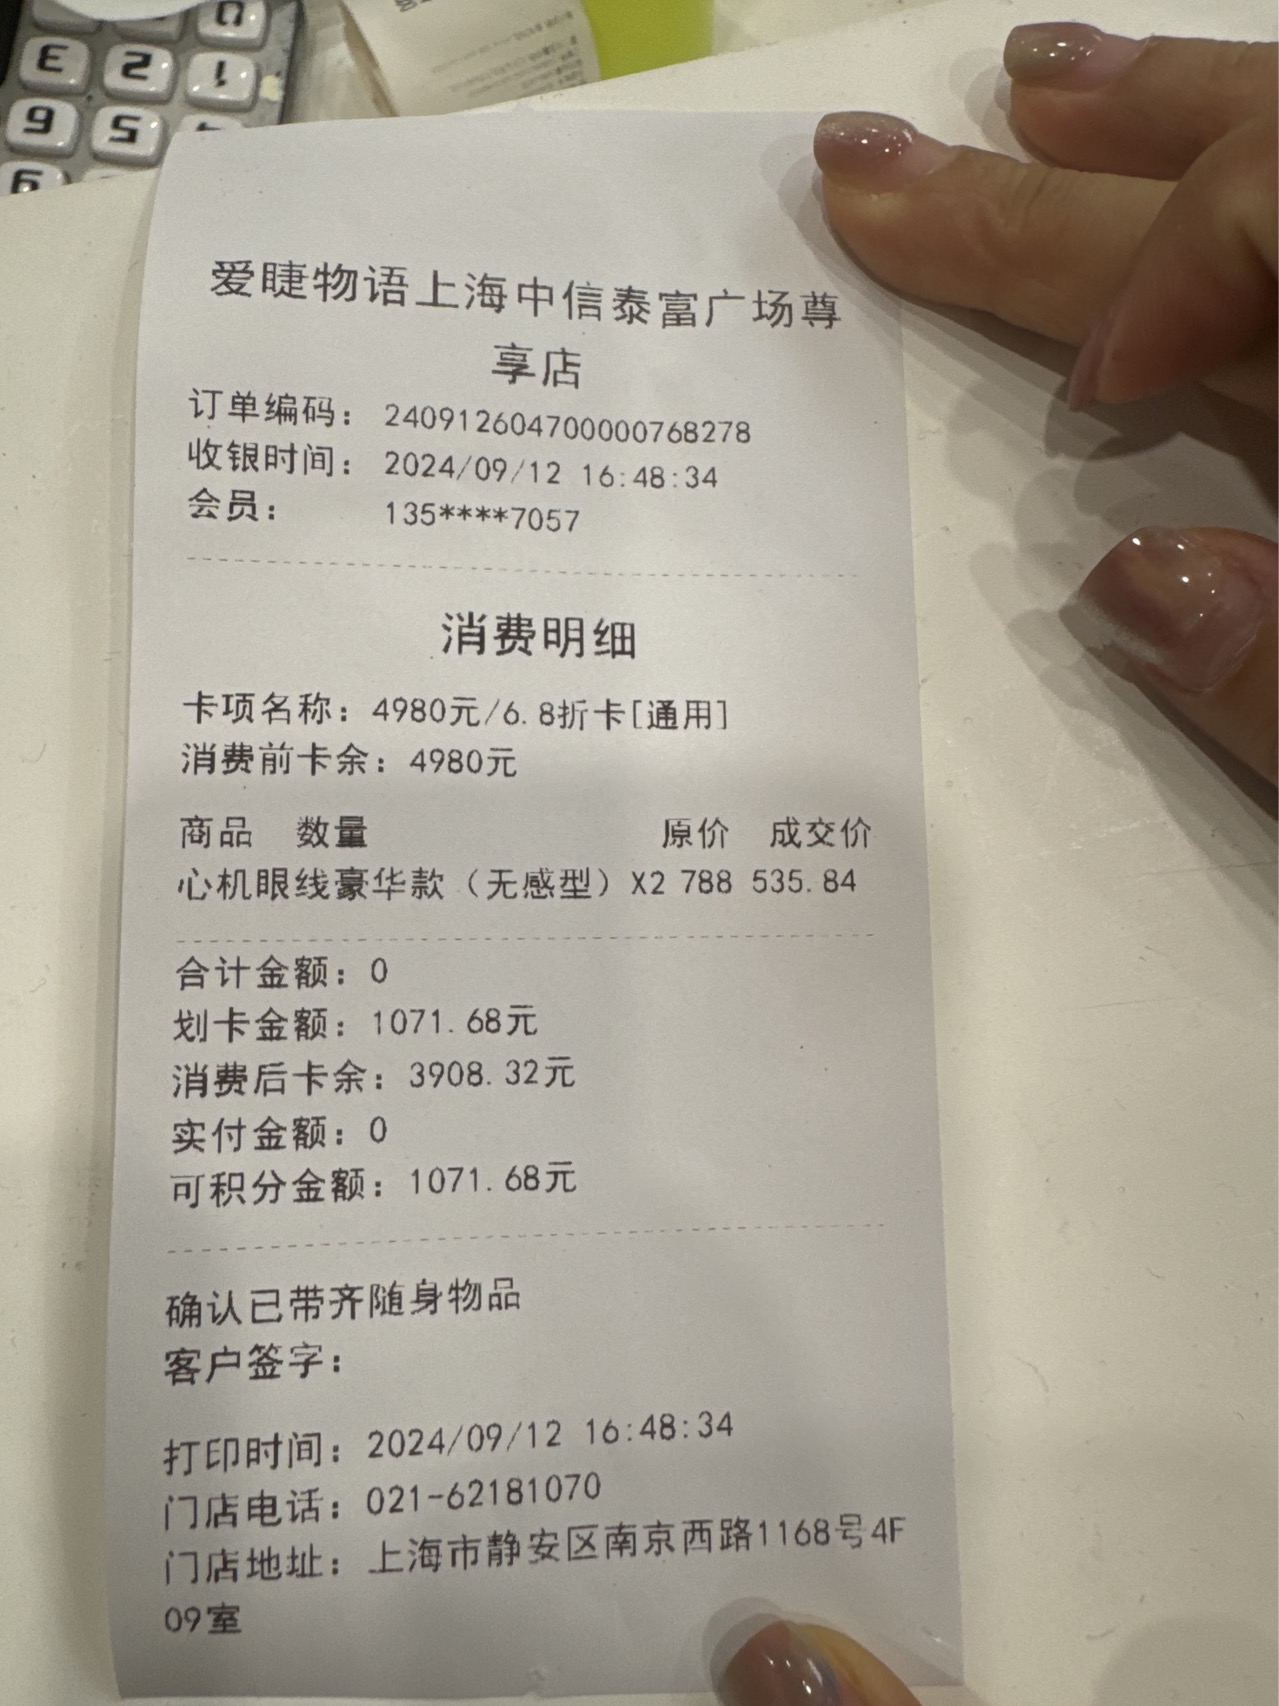 0
3 2 1
6 5 4
9
爱睫物语上海中信泰富广场尊
享店
订单编码： 240912604700000768278
收银时间： 2024/09/12 16:48:34
会员： 135****7057
消费明细
卡项名称：4980元/6.8折卡[通用]
消费前卡余：4980元
商品 数量 原价 成交价
心机眼线豪华款（无感型）X2 788 535.84
合计金额：0
划卡金额：1071.68元
消费后卡余：3908.32元
实付金额：0
可积分金额：1071.68元
确认已带齐随身物品
客户签字：
打印时间：2024/09/12 16:48:34
门店电话：021-62181070
门店地址：上海市静安区南京西路1168号4F
09室